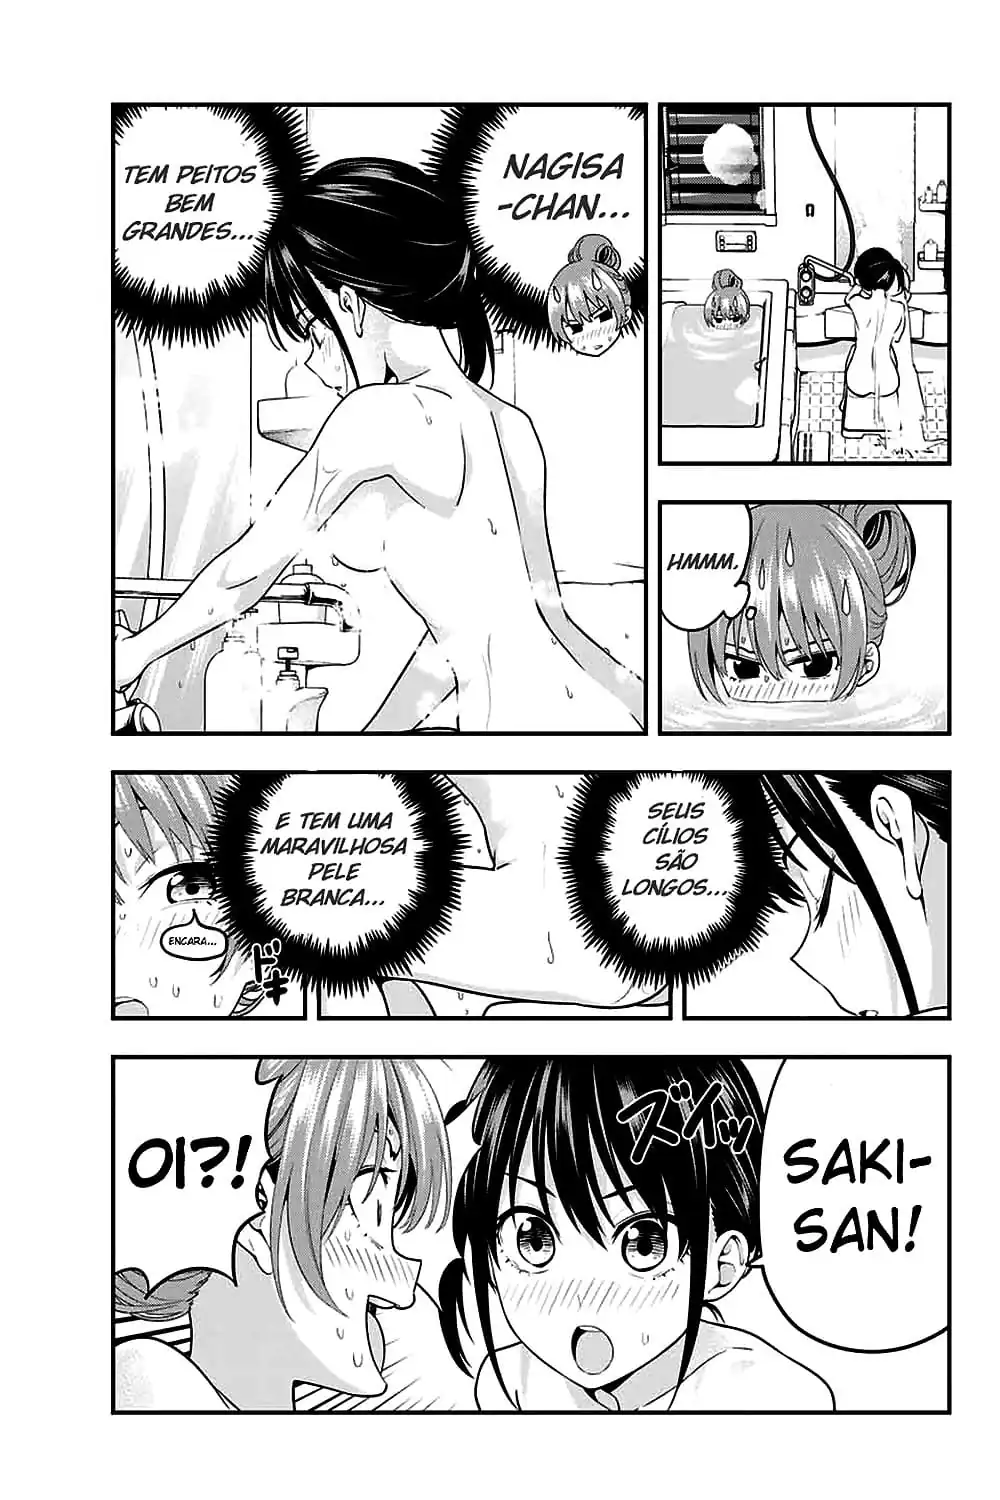 HMMM.
NAGISA
-CHAN...
TEM PEITOS
BEM
GRANDES...
SEUS
CÍLIOS
SÃO
LONGOS...
E TEM UMA
MARAVILHOSA
PELE
BRANCA...
ENCARA...
ドキ
ズイッ
SAKI-
SAN!
OI?!